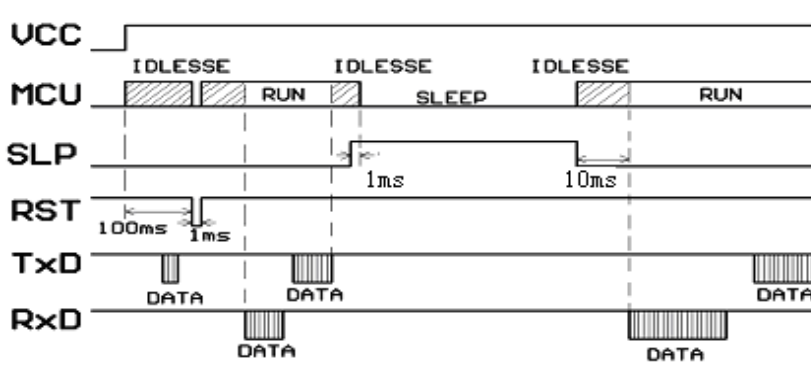 VCC
IDLESSE IDLESSE IDLESSE
MCU RUN SLEEP RUN
SLP
1ms 10ms
RST
100ms 1ms
TxD
DATA DATA DATA
RxD
DATA DATA